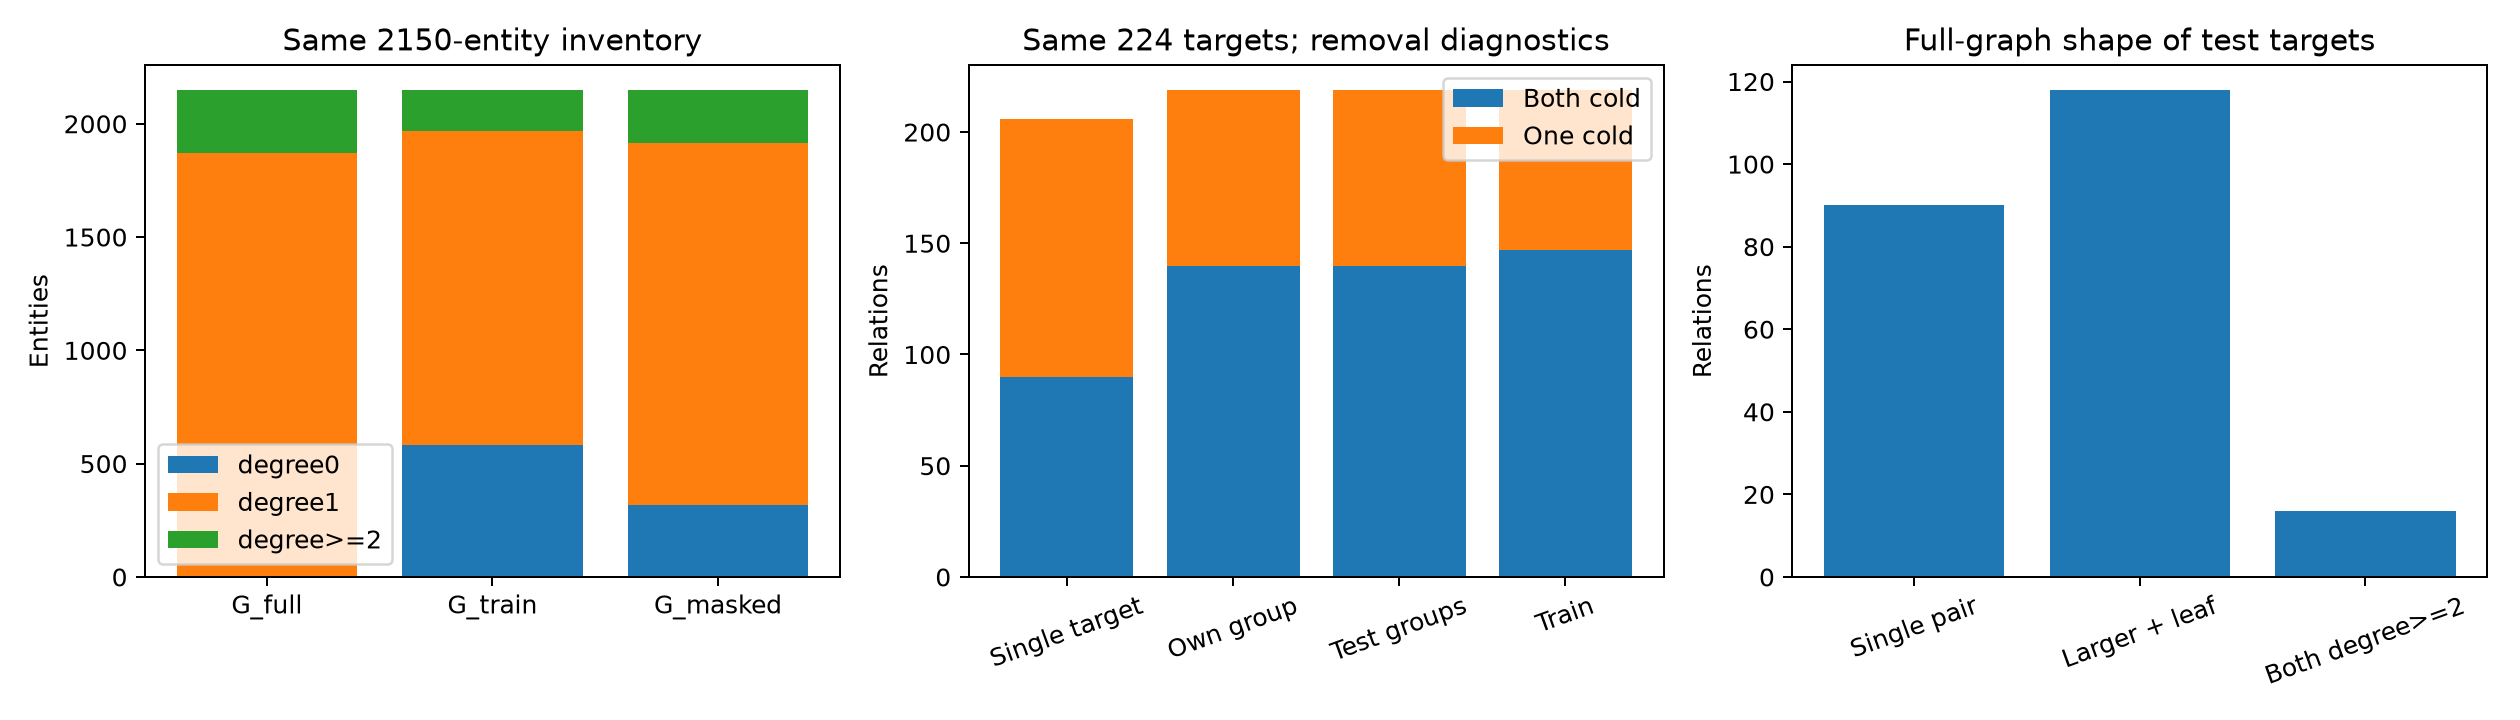 Same 2150-entity inventory
Entities
2000
1500
1000
500
0
degree0
degree1
degree>=2
G_full
G_train
G_masked
Same 224 targets; removal diagnostics
Relations
200
150
100
50
0
Both cold
One cold
Single target
Own group
Test groups
Train
Full-graph shape of test targets
Relations
120
100
80
60
40
20
0
Single pair
Larger + leaf
Both degree>=2